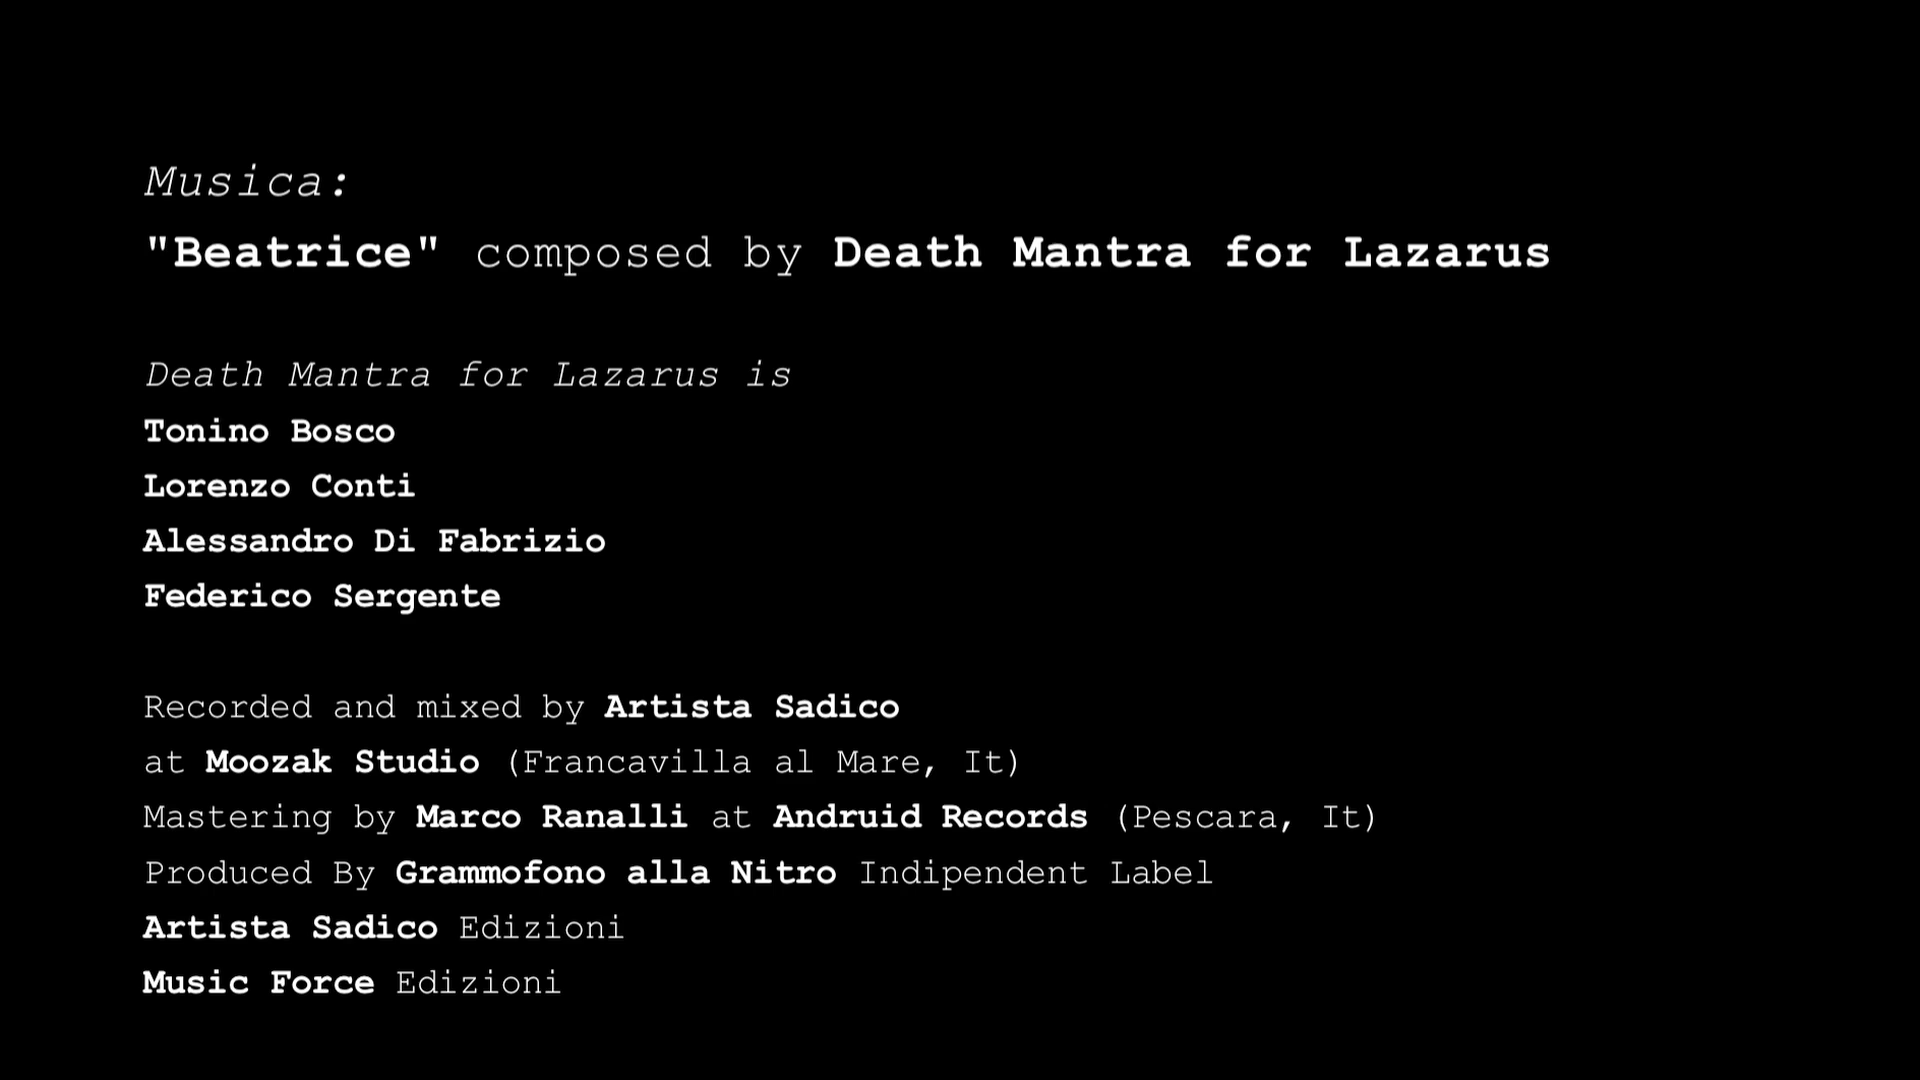 Musica:
"Beatrice" composed by Death Mantra for Lazarus
Death Mantra for Lazarus is
Tonino Bosco
Lorenzo Conti
Alessandro Di Fabrizio
Federico Sergente
Recorded and mixed by Artista Sadico
at Moozak Studio (Francavilla al Mare, It)
Mastering by Marco Ranalli at Andruid Records (Pescara, It)
Produced By Grammofono alla Nitro Indipendent Label
Artista Sadico Edizioni
Music Force Edizioni